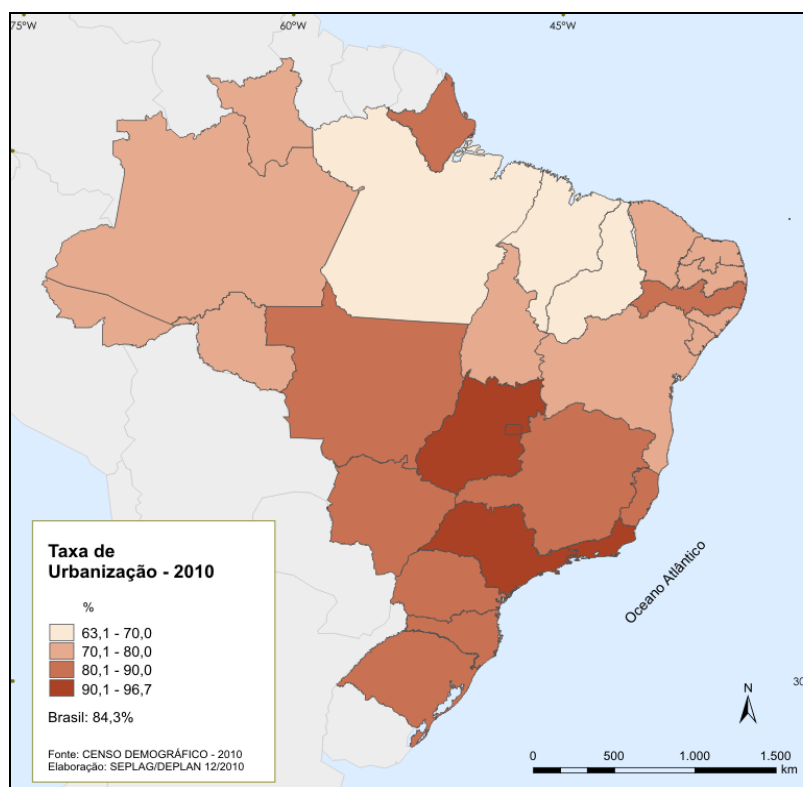 75°W
60°W
45°W
Oceano Atlântico
Taxa de
Urbanização - 2010
%
63,1 - 70,0
70,1 - 80,0
80,1 - 90,0
90,1 - 96,7
Brasil: 84,3%
Fonte: CENSO DEMOGRÁFICO - 2010
Elaboração: SEPLAG/DEPLAN 12/2010
30
N
0 500 1.000 1.500
km